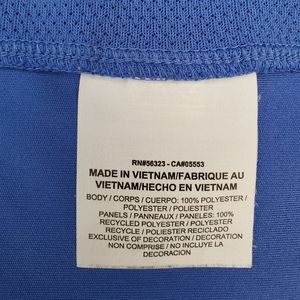 RN#56323 - CA#05553
MADE IN VIETNAM/FABRIQUE AU
VIETNAM/HECHO EN VIETNAM
BODY / CORPS / CUERPO: 100% POLYESTER /
POLYESTER / POLIESTER
PANELS / PANNEAUX / PANELES: 100%
RECYCLED POLYESTER / POLYESTER
RECYCLE / POLIESTER RECICLADO
EXCLUSIVE OF DECORATION / DECORATION
NON COMPRISE / NO INCLUYE LA
DECORACION